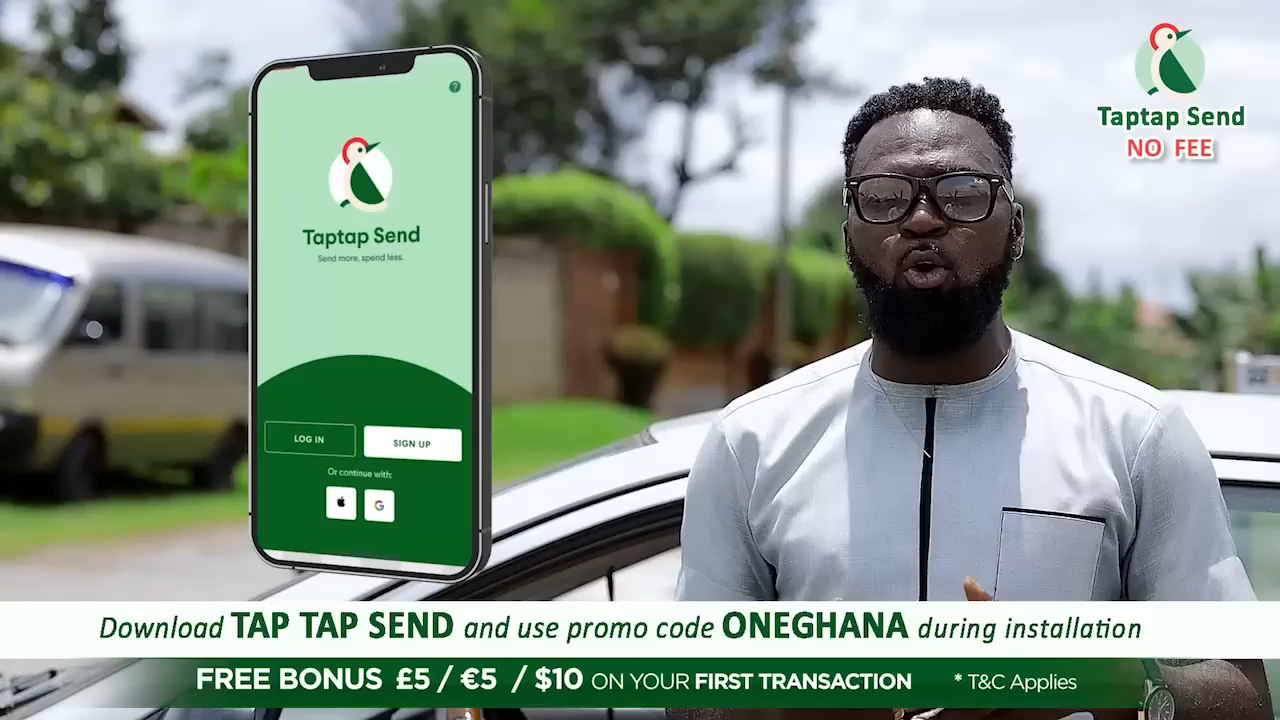 Taptap Send
NO FEE
?
Taptap Send
Send more, spend less.
LOG IN
SIGN UP
Or continue with:
G
Download TAP TAP SEND and use promo code ONEGHANA during installation
FREE BONUS £5 / €5 / $10 ON YOUR FIRST TRANSACTION * T&C Applies